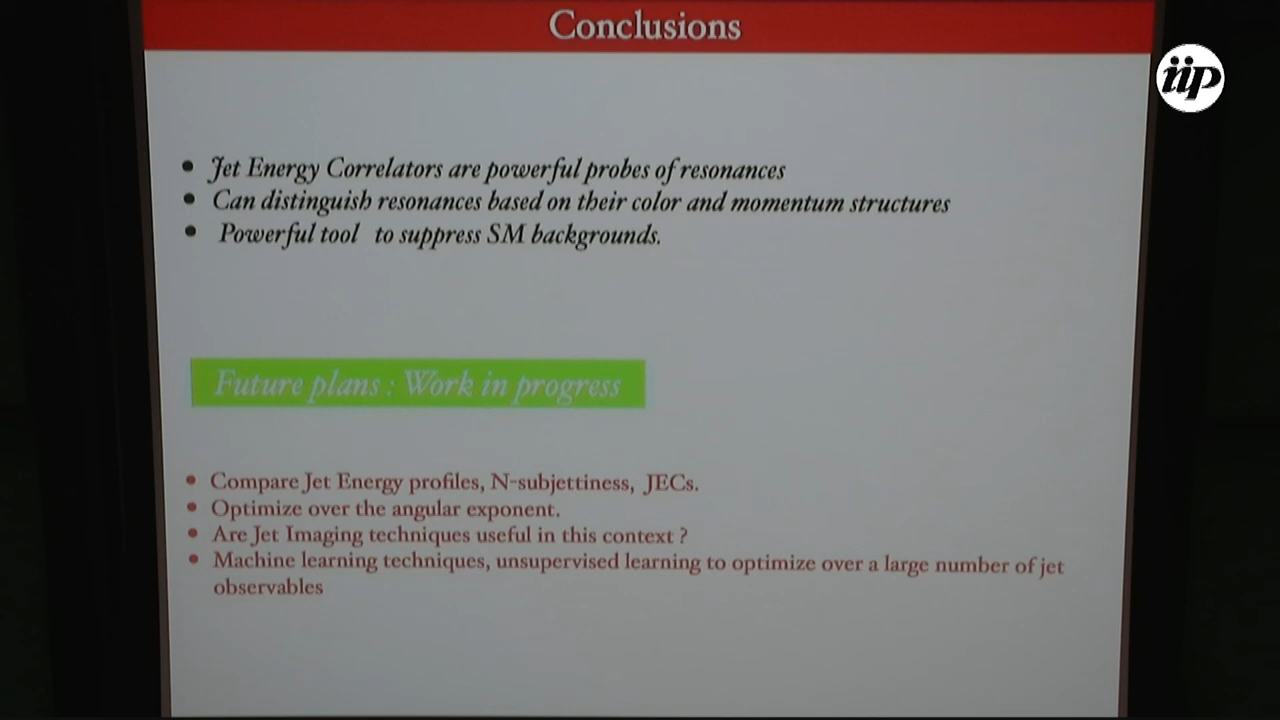 Conclusions
iip
• Jet Energy Correlators are powerful probes of resonances
• Can distinguish resonances based on their color and momentum structures
• Powerful tool to suppress SM backgrounds.
Future plans : Work in progress
• Compare Jet Energy profiles, N-subjettiness, JECs.
• Optimize over the angular exponent.
• Are Jet Imaging techniques useful in this context ?
• Machine learning techniques, unsupervised learning to optimize over a large number of jet
observables